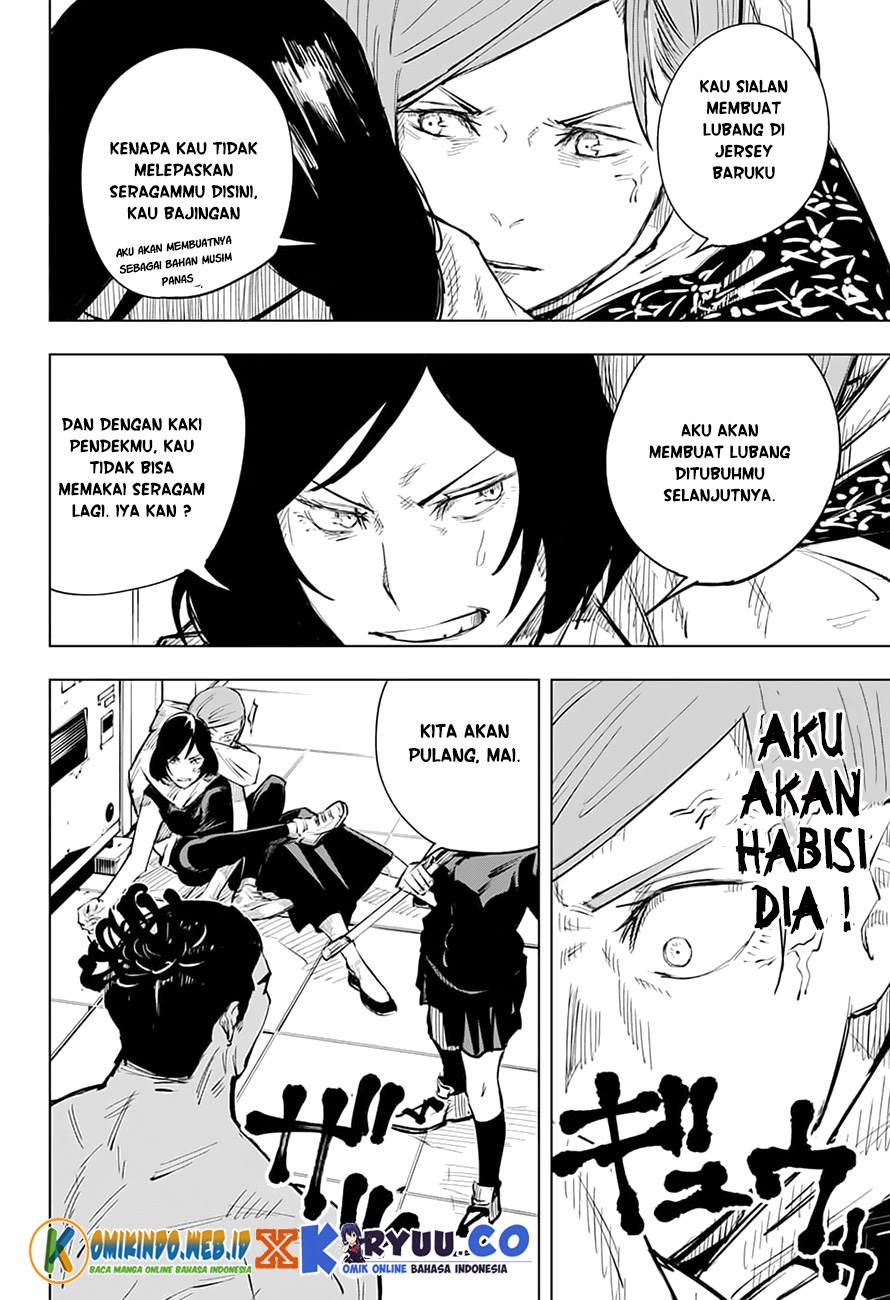 KAU SIALAN
MEMBUAT
LUBANG DI
JERSEY
BARUKU
KENAPA KAU TIDAK
MELEPASKAN
SERAGAMMU DISINI,
KAU BAJINGAN
AKU AKAN MEMBUATNYA
SEBAGAI BAHAN MUSIM
PANAS
AKU AKAN
MEMBUAT LUBANG
DITUBUHMU
SELANJUTNYA.
DAN DENGAN KAKI
PENDEKMU, KAU
TIDAK BISA
MEMAKAI SERAGAM
LAGI. IYA KAN ?
AKU
AKAN
HABISI
DIA !
ギュウ
KITA AKAN
PULANG, MAI.
ザッ
KOMIKINDO.WEB.ID X KIRYUU.CO
BACA MANGA ONLINE BAHASA INDONESIA
OMIK ONLINE BAHASA INDONESIA